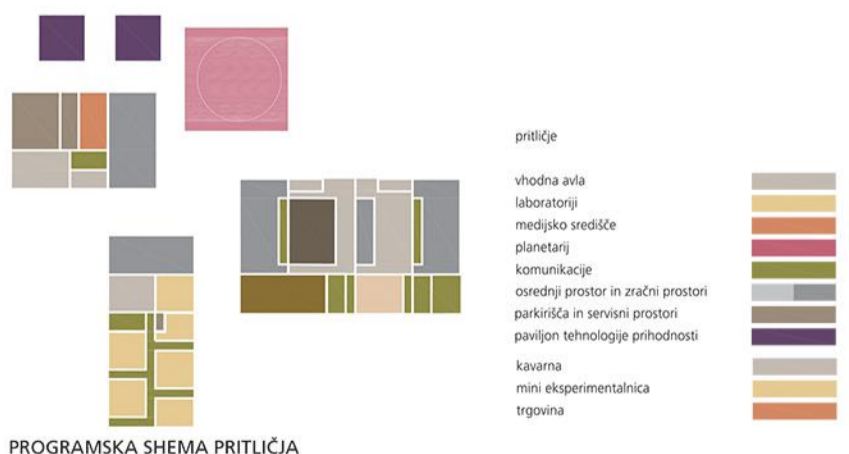 pritličje
vhodna avla
laboratoriji
medijsko središče
planetarij
komunikacije
osrednji prostor in zračni prostori
parkirišča in servisni prostori
paviljon tehnologije prihodnosti
kavarna
mini eksperimentalnica
trgovina
PROGRAMSKA SHEMA PRITLIČJA